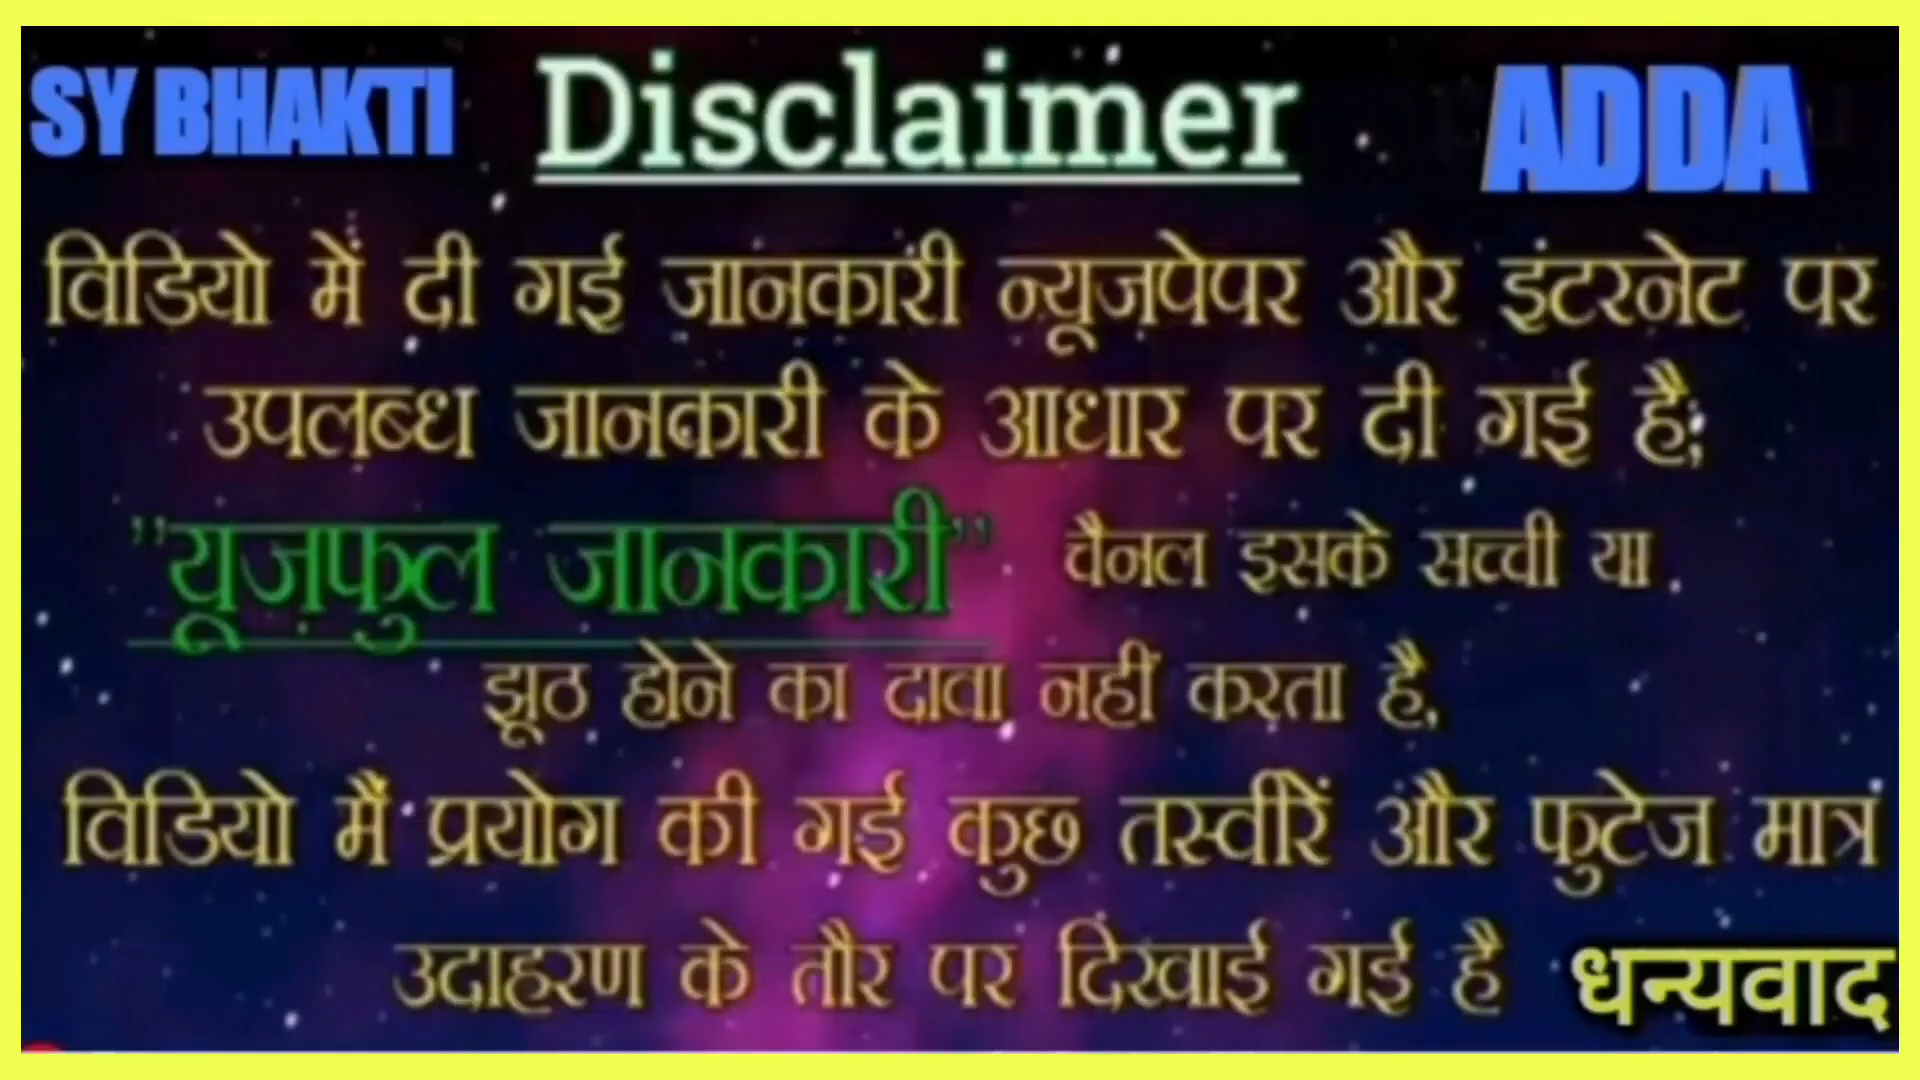 SY BHAKTI Disclaimer ADDA
विडियो में दी गई जानकारी न्यूजपेपर और इंटरनेट पर
उपलब्ध जानकारी के आधार पर दी गई है;
"यूज़फुल जानकारी" चैनल इसके सच्ची या
झूठ होने का दावा नहीं करता है,
विडियो मैं प्रयोग की गई कुछ तस्वीरें और फुटेज मात्र
उदाहरण के तौर पर दिखाई गई है धन्यवाद